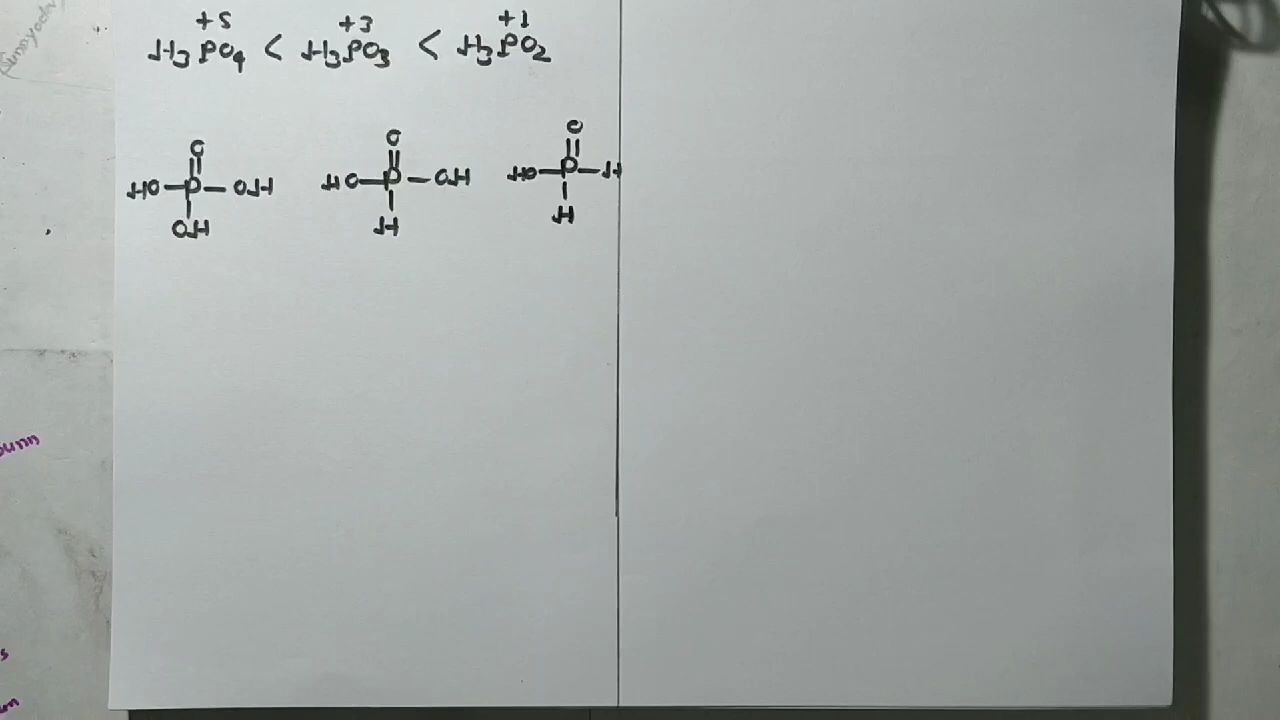 +5 +3 +1
H3PO4 < H3PO3 < H3PO2
O O O
HO-P-OH HO-P-OH HO-P-H
OH H H